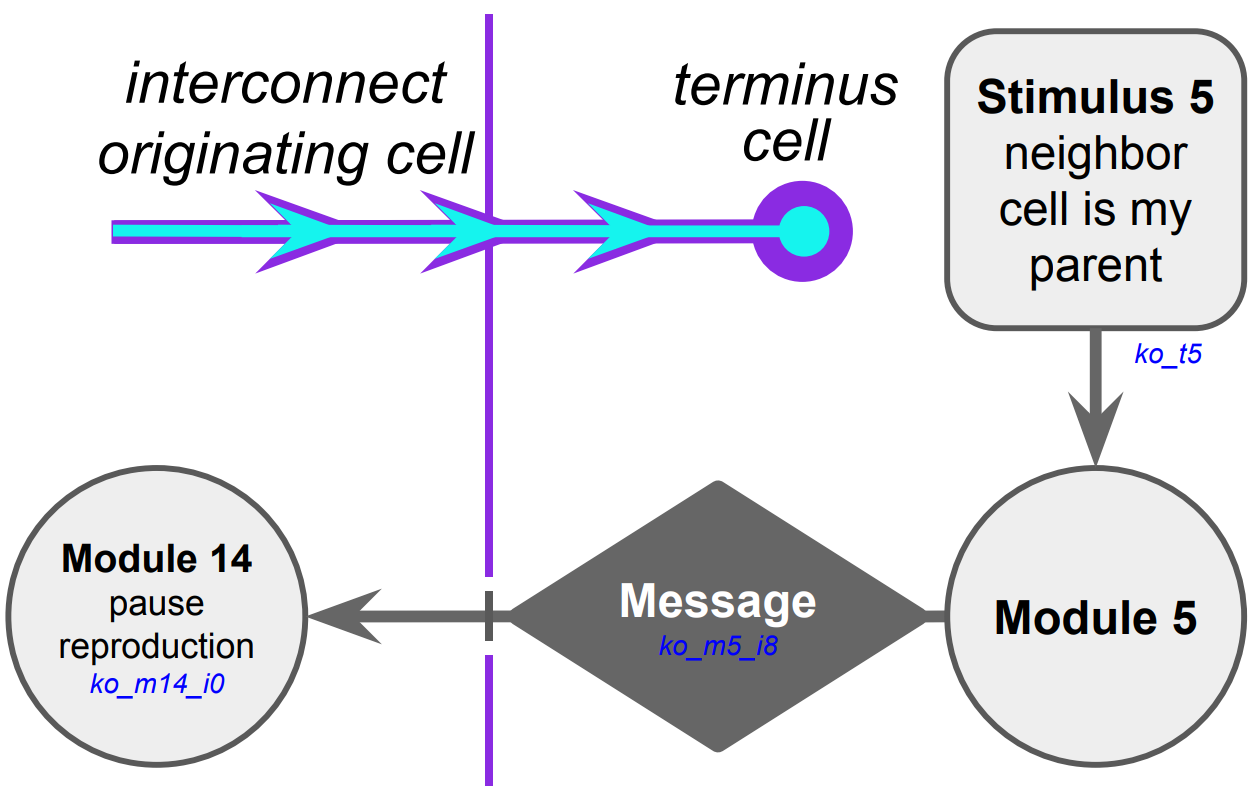 interconnect
originating cell
terminus
cell
Stimulus 5
neighbor
cell is my
parent
ko_t5
Module 14
pause
reproduction
ko_m14_i0
Message
ko_m5_i8
Module 5